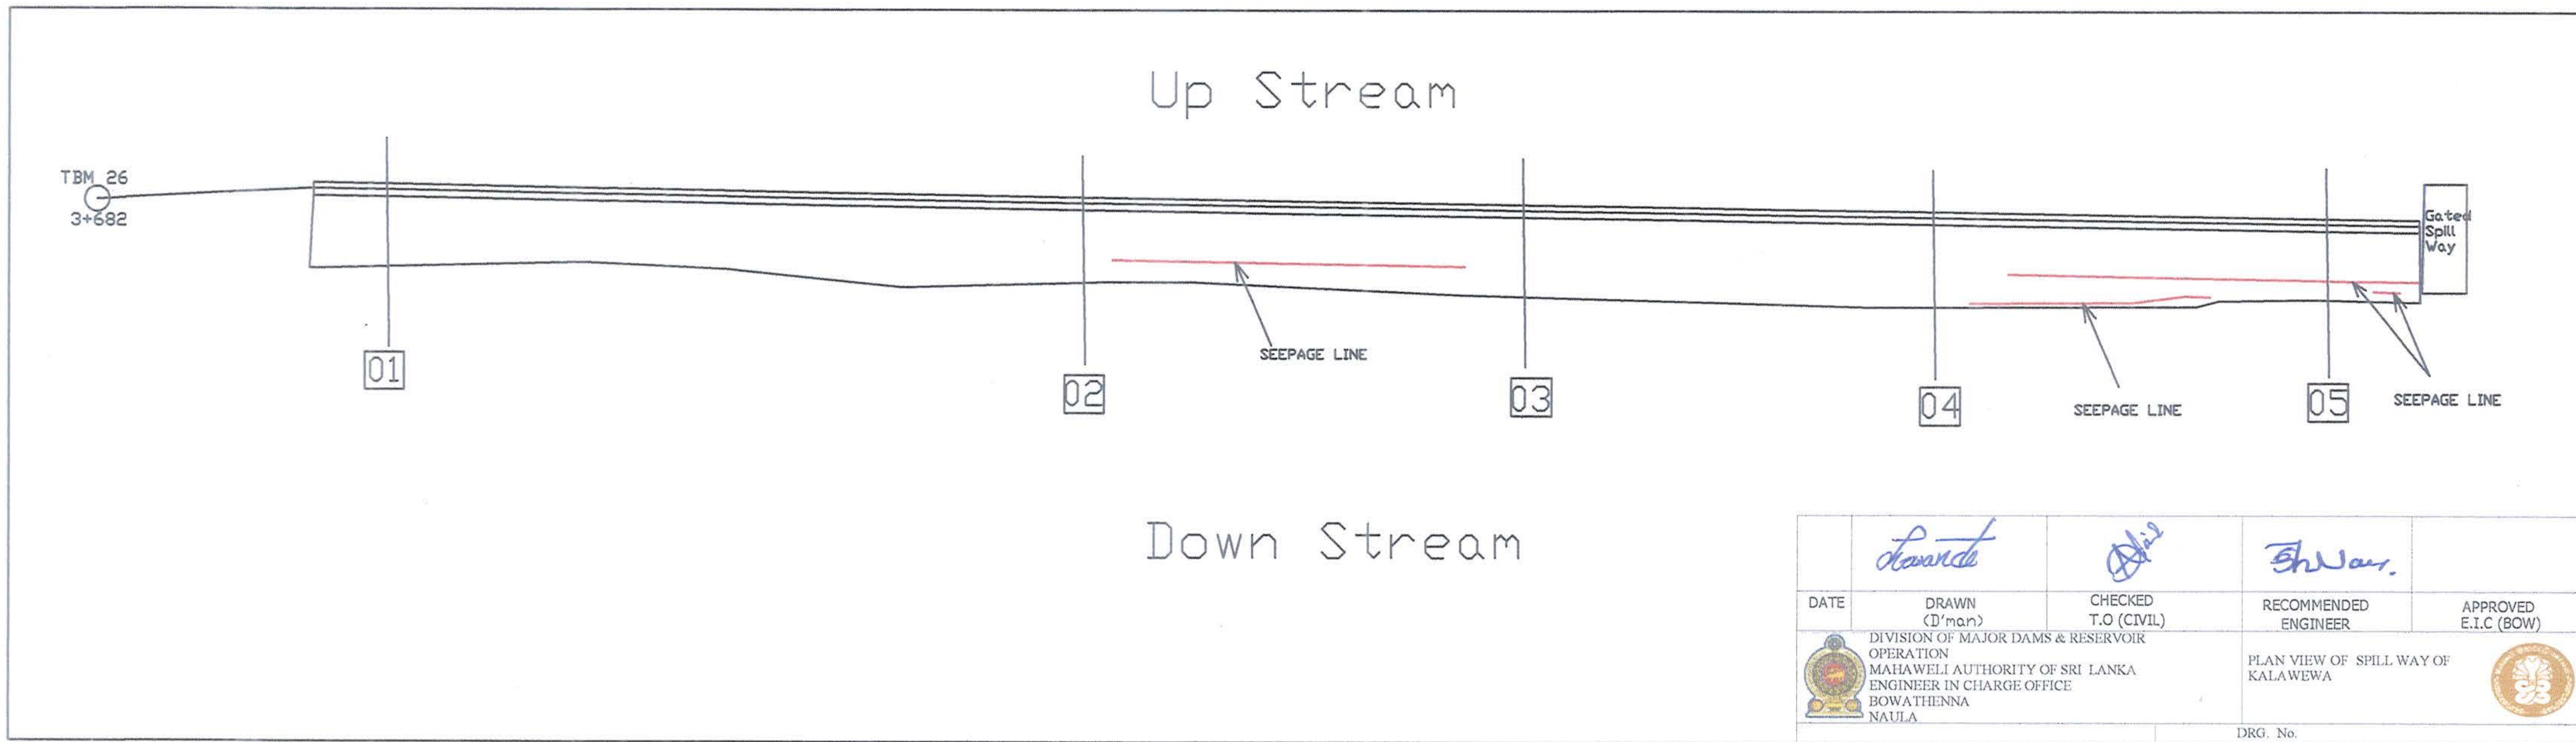 Up Stream
TBM 26
3+682
Gated
Spill
Way
SEEPAGE LINE
01
02
03
04
SEEPAGE LINE
05
SEEPAGE LINE
Down Stream
DATE
DRAWN
(D'man)
CHECKED
T.O (CIVIL)
RECOMMENDED
ENGINEER
APPROVED
E.I.C (BOW)
DIVISION OF MAJOR DAMS & RESERVOIR
OPERATION
MAHAWELI AUTHORITY OF SRI LANKA
ENGINEER IN CHARGE OFFICE
BOWATHENNA
NAULA
PLAN VIEW OF SPILL WAY OF
KALAWEWA
DRG. No.